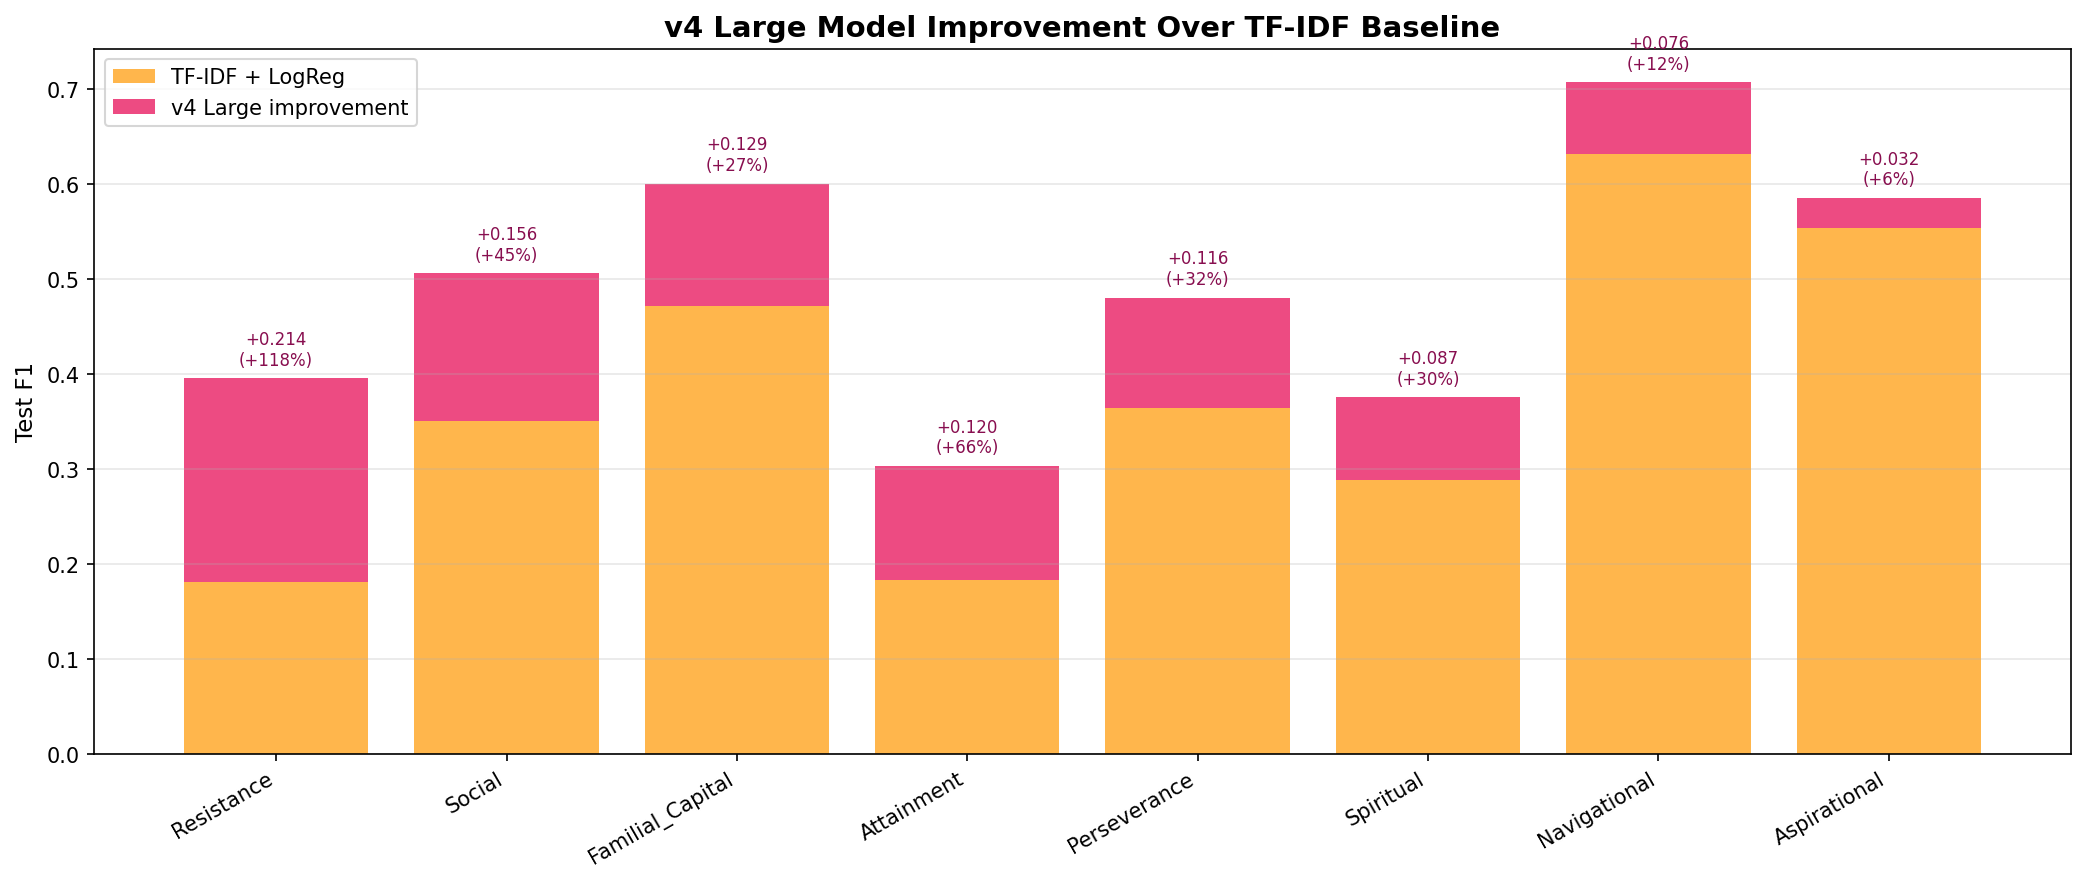 v4 Large Model Improvement Over TF-IDF Baseline
TF-IDF + LogReg
v4 Large improvement
Test F1
0.7
0.6
0.5
0.4
0.3
0.2
0.1
0.0
+0.214
(+118%)
+0.156
(+45%)
+0.129
(+27%)
+0.120
(+66%)
+0.116
(+32%)
+0.087
(+30%)
+0.076
(+12%)
+0.032
(+6%)
Resistance
Social
Familial_Capital
Attainment
Perseverance
Spiritual
Navigational
Aspirational